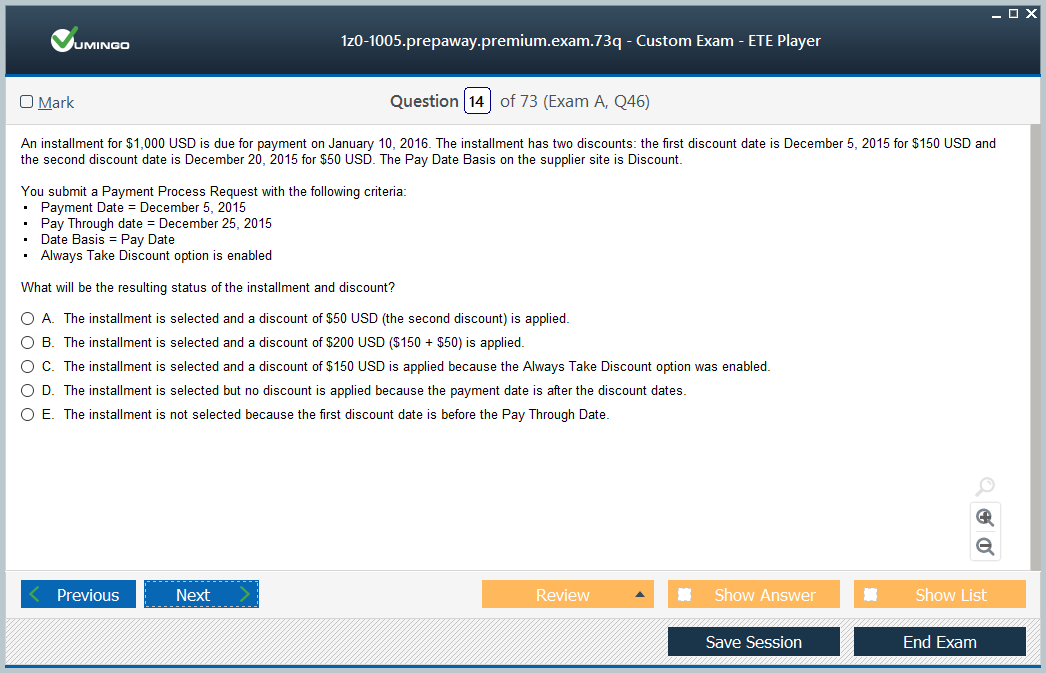 VUMINGO
1z0-1005.prepaway.premium.exam.73q - Custom Exam - ETE Player
Mark
Question 14 of 73 (Exam A, Q46)
An installment for $1,000 USD is due for payment on January 10, 2016. The installment has two discounts: the first discount date is December 5, 2015 for $150 USD and
the second discount date is December 20, 2015 for $50 USD. The Pay Date Basis on the supplier site is Discount.
You submit a Payment Process Request with the following criteria:
• Payment Date = December 5, 2015
• Pay Through date = December 25, 2015
• Date Basis = Pay Date
• Always Take Discount option is enabled
What will be the resulting status of the installment and discount?
A. The installment is selected and a discount of $50 USD (the second discount) is applied.
B. The installment is selected and a discount of $200 USD ($150 + $50) is applied.
C. The installment is selected and a discount of $150 USD is applied because the Always Take Discount option was enabled.
D. The installment is selected but no discount is applied because the payment date is after the discount dates.
E. The installment is not selected because the first discount date is before the Pay Through Date.
Previous Next Review Show Answer Show List
Save Session End Exam